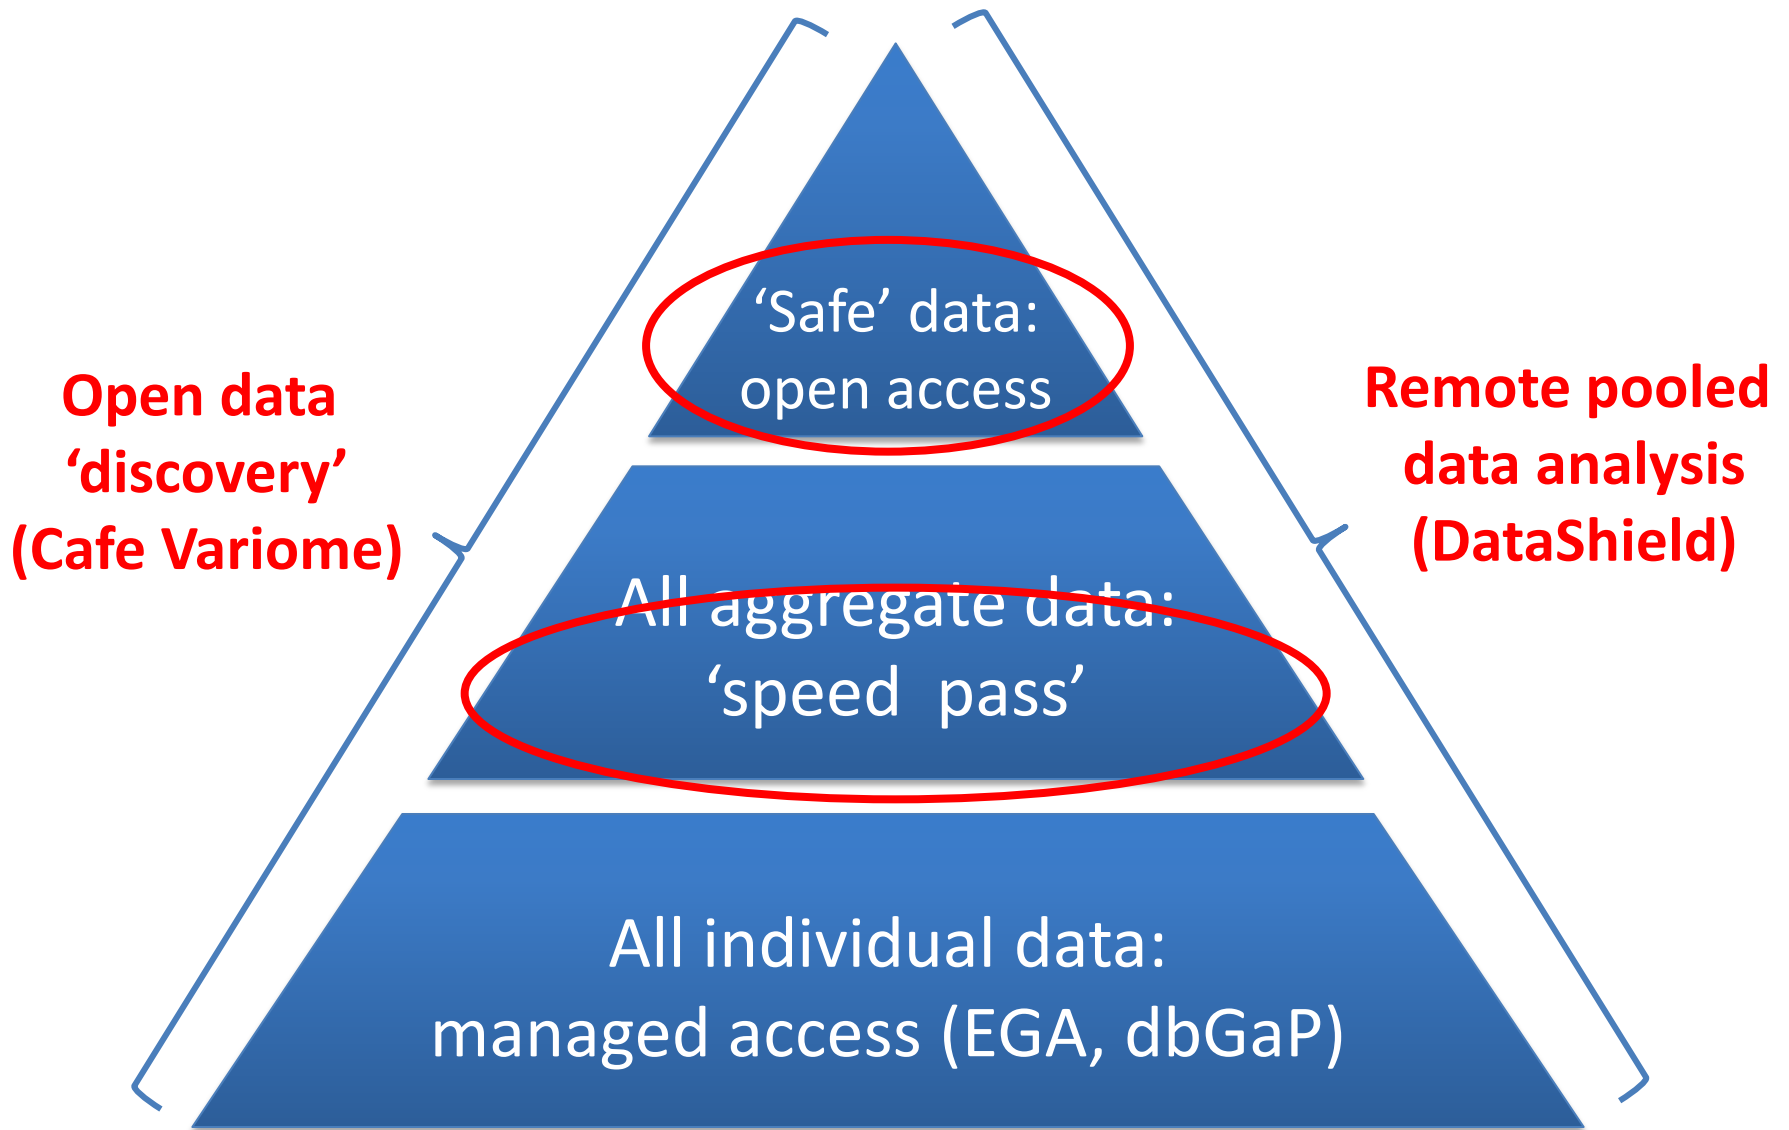 ‘Safe’ data:
open access
Open data
‘discovery’
(Cafe Variome)
Remote pooled
data analysis
(DataShield)
All aggregate data:
‘speed  pass’
All individual data:
managed access (EGA, dbGaP)